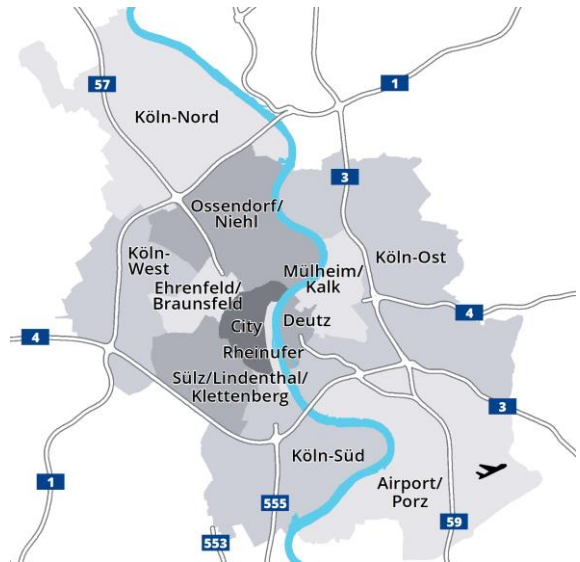 57
1
Köln-Nord
3
Ossendorf/
Niehl
Köln-
West
Mülheim/
Kalk
Köln-Ost
Ehrenfeld/
Braunsfeld
City
Deutz
4
4
Rheinufer
Sülz/Lindenthal/
Klettenberg
3
Köln-Süd
Airport/
Porz
1
555
59
553